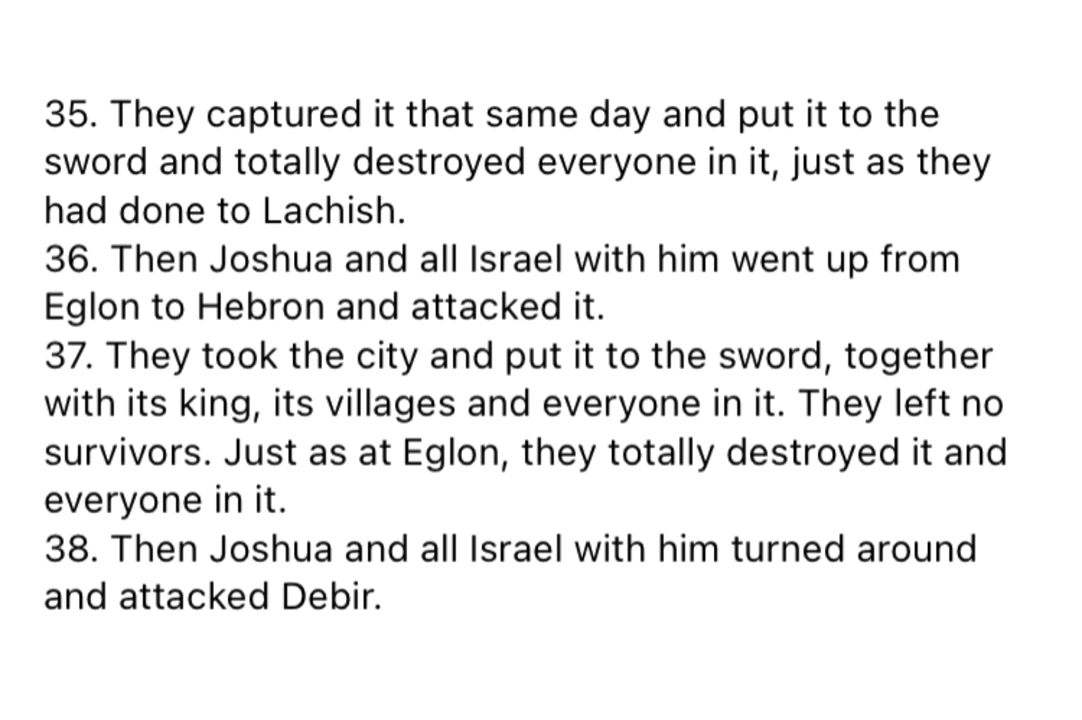 35. They captured it that same day and put it to the
sword and totally destroyed everyone in it, just as they
had done to Lachish.
36. Then Joshua and all Israel with him went up from
Eglon to Hebron and attacked it.
37. They took the city and put it to the sword, together
with its king, its villages and everyone in it. They left no
survivors. Just as at Eglon, they totally destroyed it and
everyone in it.
38. Then Joshua and all Israel with him turned around
and attacked Debir.